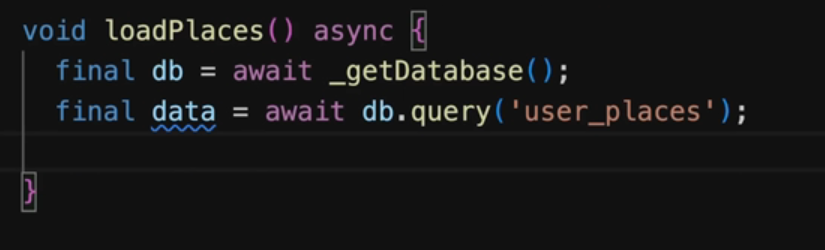 void loadPlaces() async {
  final db = await _getDatabase();
  final data = await db.query('user_places');
}